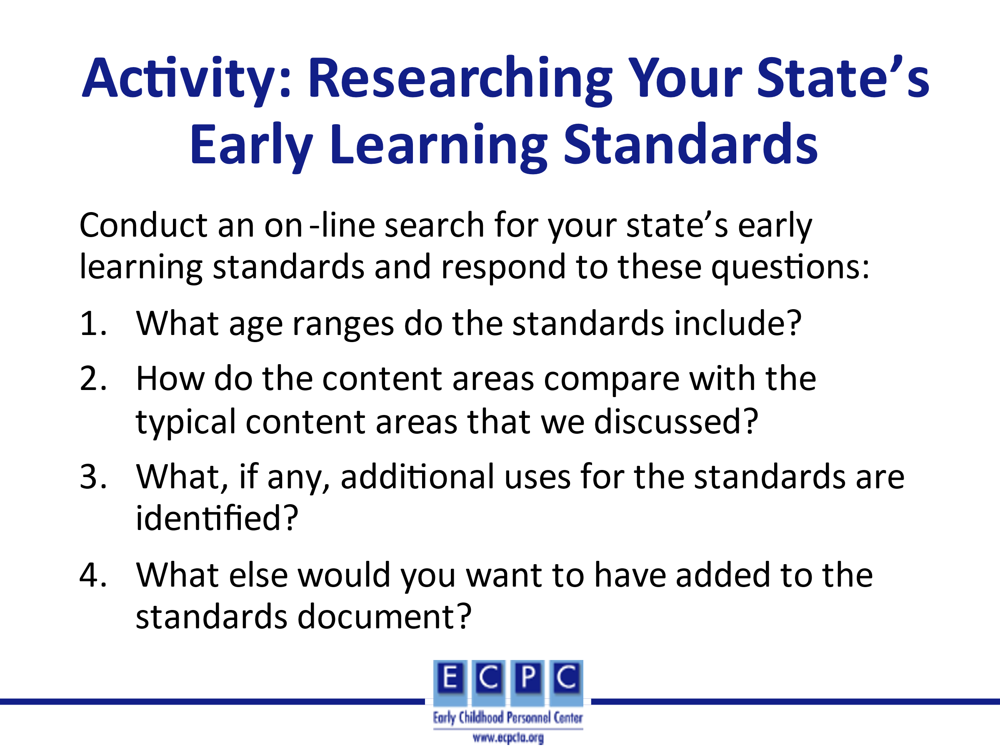 Activity: Researching Your State’s
Early Learning Standards
Conduct an on -line search for your state’s early
learning standards and respond to these questions:
1. What age ranges do the standards include?
2. How do the content areas compare with the
typical content areas that we discussed?
3. What, if any, additional uses for the standards are
identified?
4. What else would you want to have added to the
standards document?
E C P C
Early Childhood Personnel Center
www.ecpcta.org